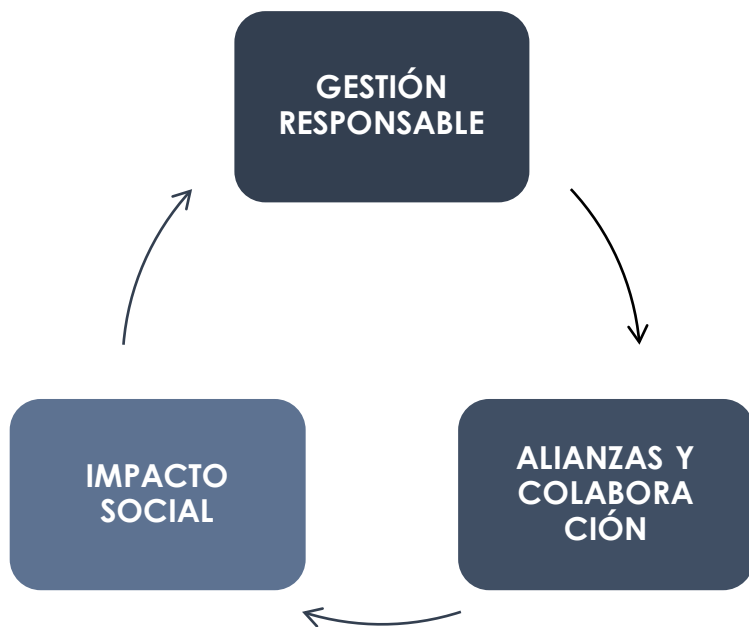 GESTIÓN
RESPONSABLE
ALIANZAS Y
COLABORA
CIÓN
IMPACTO
SOCIAL